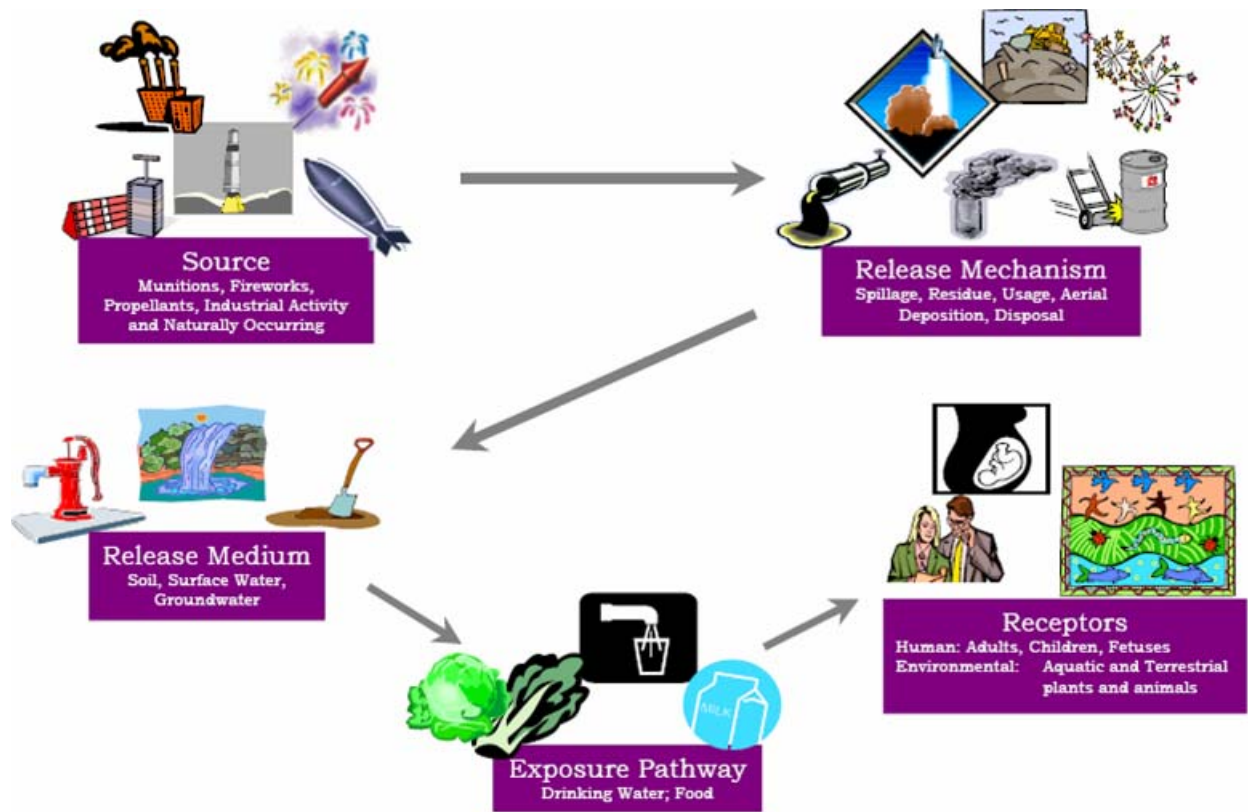 Source
Munitions, Fireworks,
Propellants, Industrial Activity
and Naturally Occurring
Release Mechanism
Spillage, Residue, Usage, Aerial
Deposition, Disposal
Release Medium
Soil, Surface Water,
Groundwater
MILK
Exposure Pathway
Drinking Water; Food
Receptors
Human: Adults, Children, Fetuses
Environmental: Aquatic and Terrestrial
plants and animals